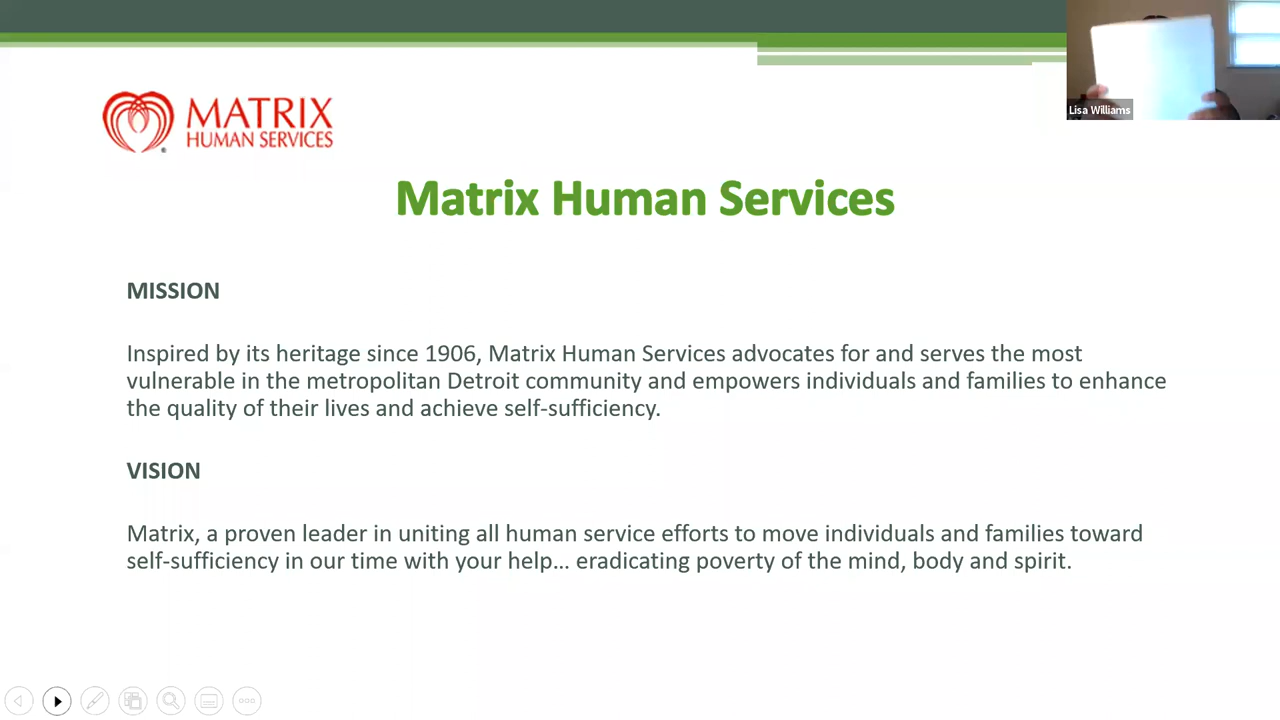 Lisa Williams
MATRIX
HUMAN SERVICES
®
Matrix Human Services
MISSION
Inspired by its heritage since 1906, Matrix Human Services advocates for and serves the most
vulnerable in the metropolitan Detroit community and empowers individuals and families to enhance
the quality of their lives and achieve self-sufficiency.
VISION
Matrix, a proven leader in uniting all human service efforts to move individuals and families toward
self-sufficiency in our time with your help… eradicating poverty of the mind, body and spirit.